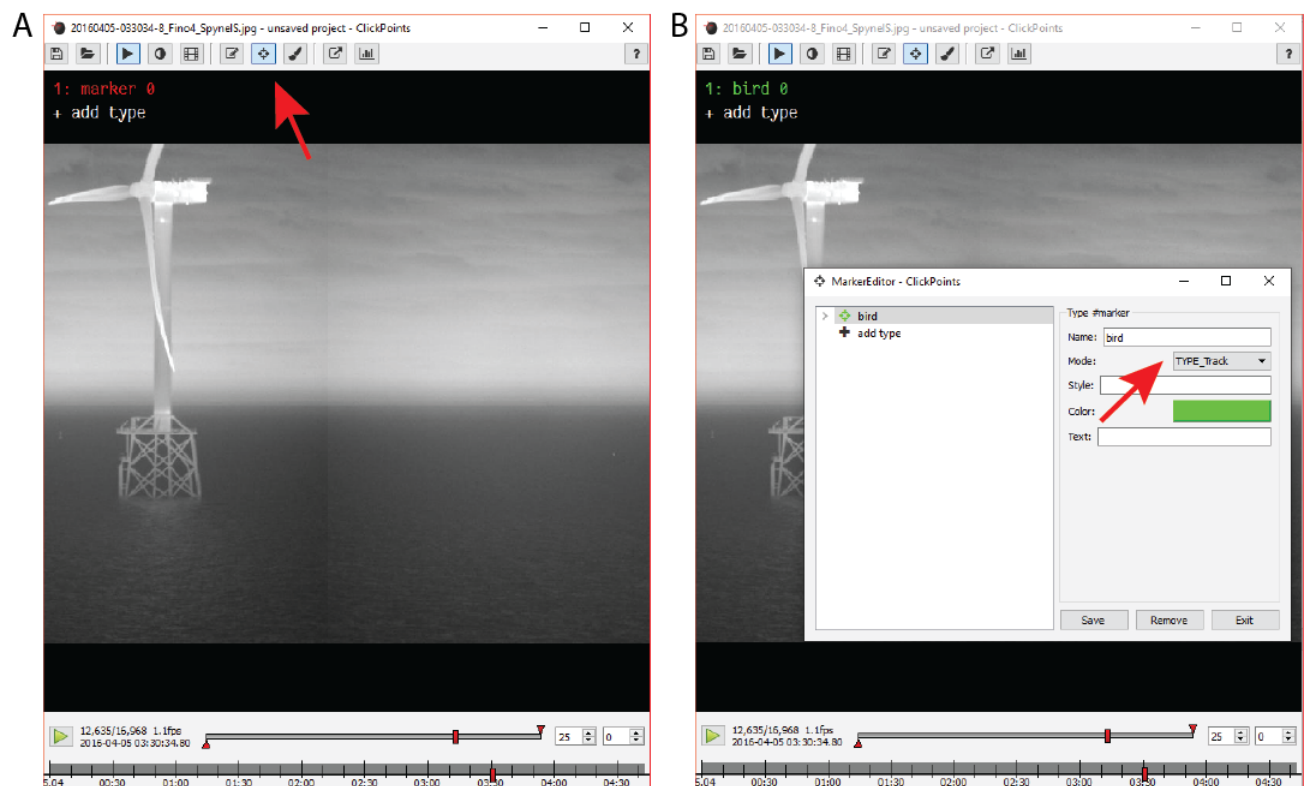 A
20160405-033034-8_Fino4_SpynelS.jpg - unsaved project - ClickPoints
?
1: marker 0
+ add type
12,635/16,968 1.1fps
2016-04-05 03:30:34.80
25
0
5.04 00:30 01:00 01:30 02:00 02:30 03:00 03:30 04:00 04:30
B
20160405-033034-8_Fino4_SpynelS.jpg - unsaved project - ClickPoints
?
1: bird 0
+ add type
MarkerEditor - ClickPoints
bird
add type
Type #marker
Name: bird
Mode: TYPE_Track
Style:
Color:
Text:
Save Remove Exit
12,635/16,968 1.1fps
2016-04-05 03:30:34.80
25
0
5.04 00:30 01:00 01:30 02:00 02:30 03:00 03:30 04:00 04:30